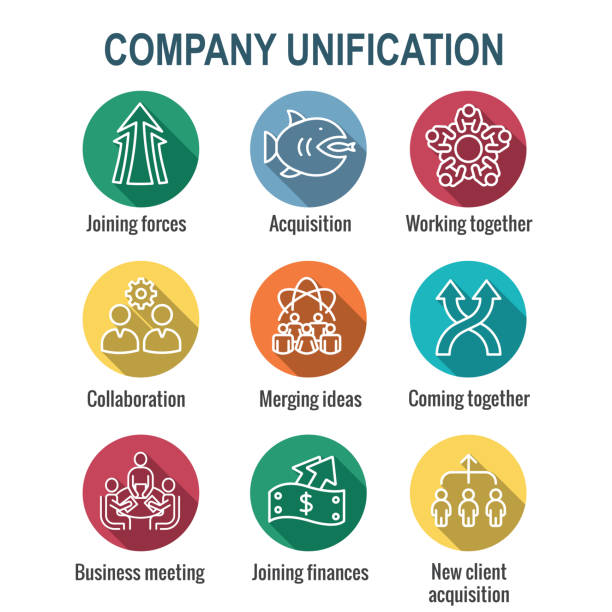 COMPANY UNIFICATION
Joining forces
Acquisition
Working together
Collaboration
Merging ideas
Coming together
Business meeting
$
Joining finances
New client
acquisition